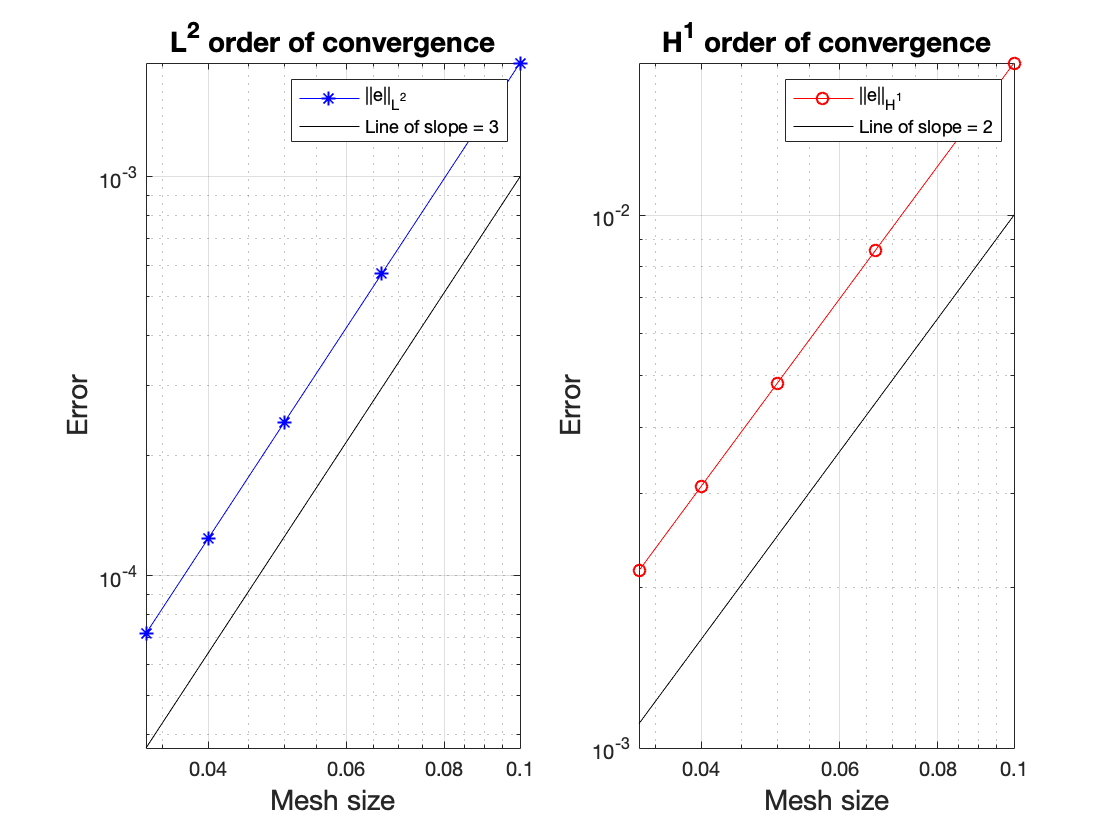 L² order of convergence
||e||_L²
Line of slope = 3
10⁻³
10⁻⁴
Error
0.04 0.06 0.08 0.1
Mesh size
H¹ order of convergence
||e||_H¹
Line of slope = 2
10⁻²
10⁻³
Error
0.04 0.06 0.08 0.1
Mesh size